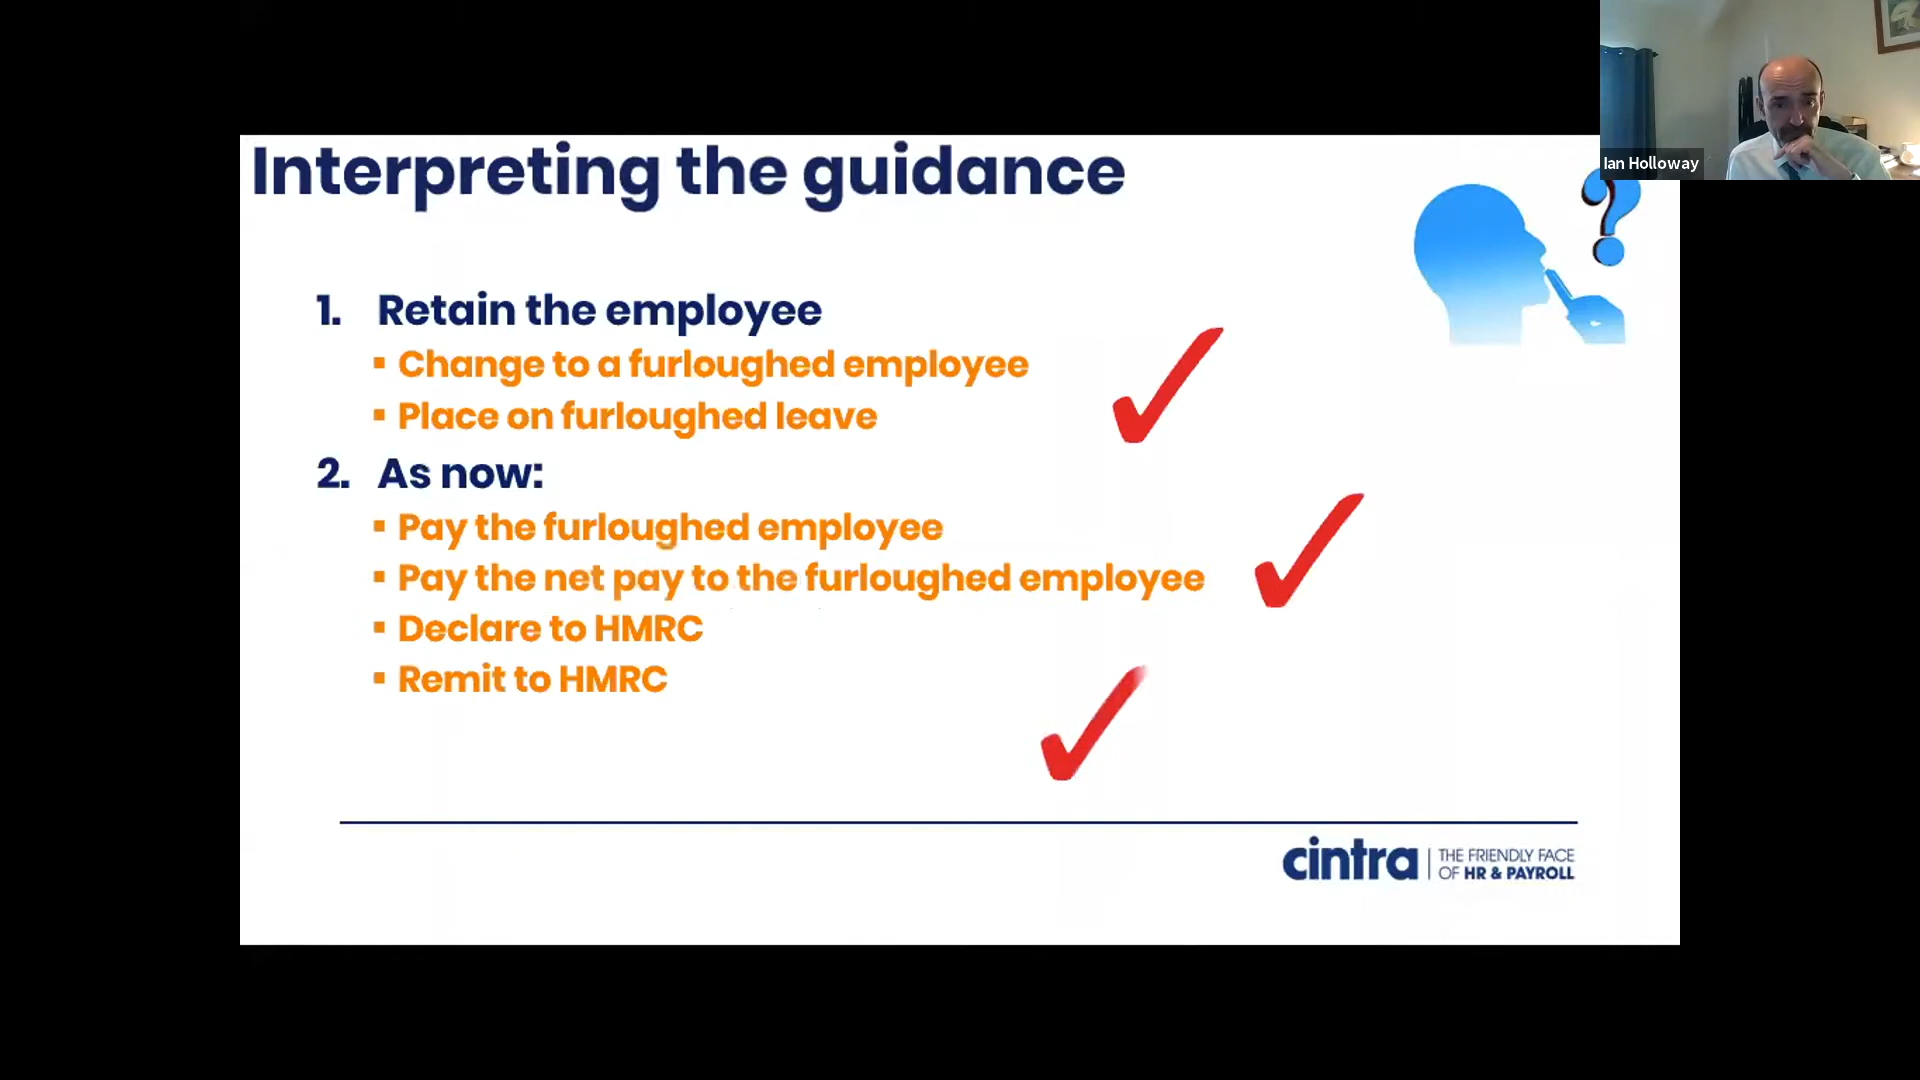 Ian Holloway
Interpreting the guidance
?
1. Retain the employee
▪ Change to a furloughed employee
▪ Place on furloughed leave
2. As now:
▪ Pay the furloughed employee
▪ Pay the net pay to the furloughed employee
▪ Declare to HMRC
▪ Remit to HMRC
cintra | THE FRIENDLY FACE
OF HR & PAYROLL